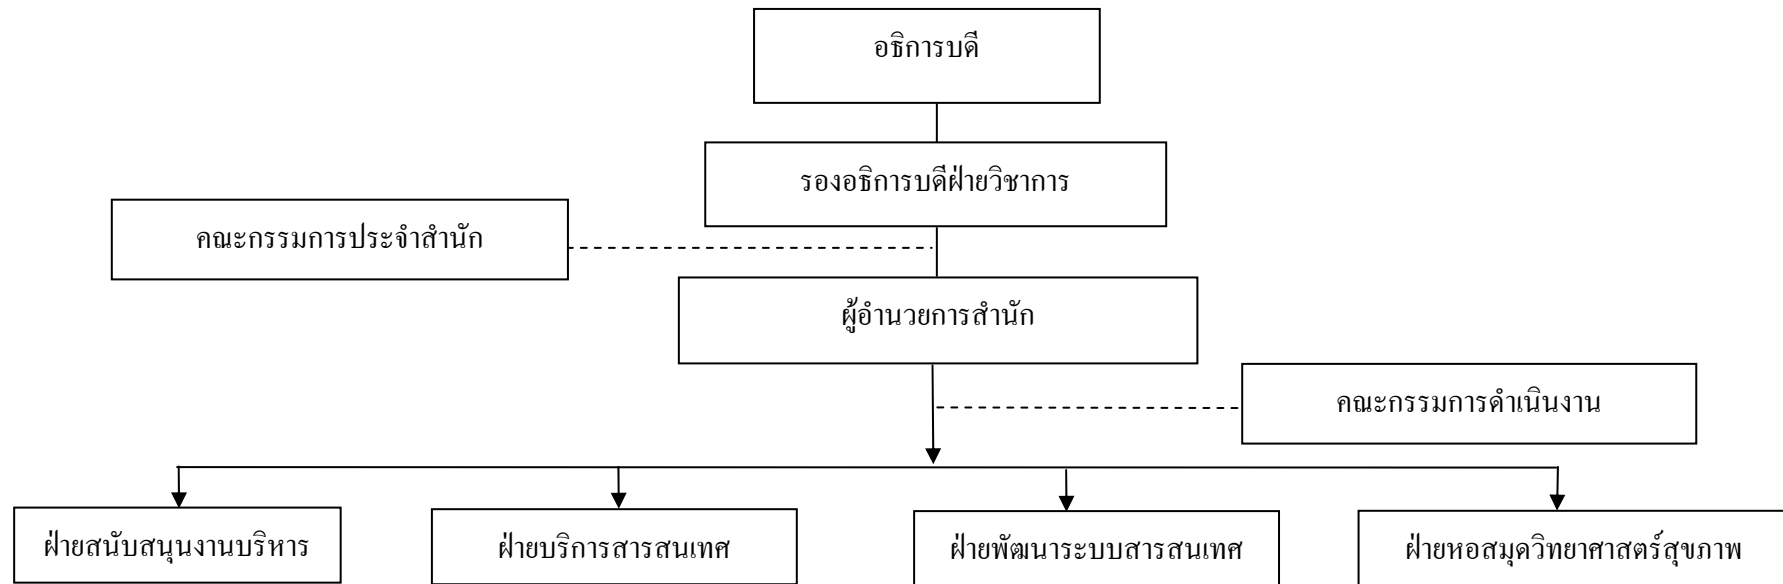 อธิการบดี
รองอธิการบดีฝ่ายวิชาการ
คณะกรรมการประจำสำนัก
ผู้อำนวยการสำนัก
คณะกรรมการดำเนินงาน
ฝ่ายสนับสนุนงานบริหาร
ฝ่ายบริการสารสนเทศ
ฝ่ายพัฒนาระบบสารสนเทศ
ฝ่ายหอสมุดวิทยาศาสตร์สุขภาพ